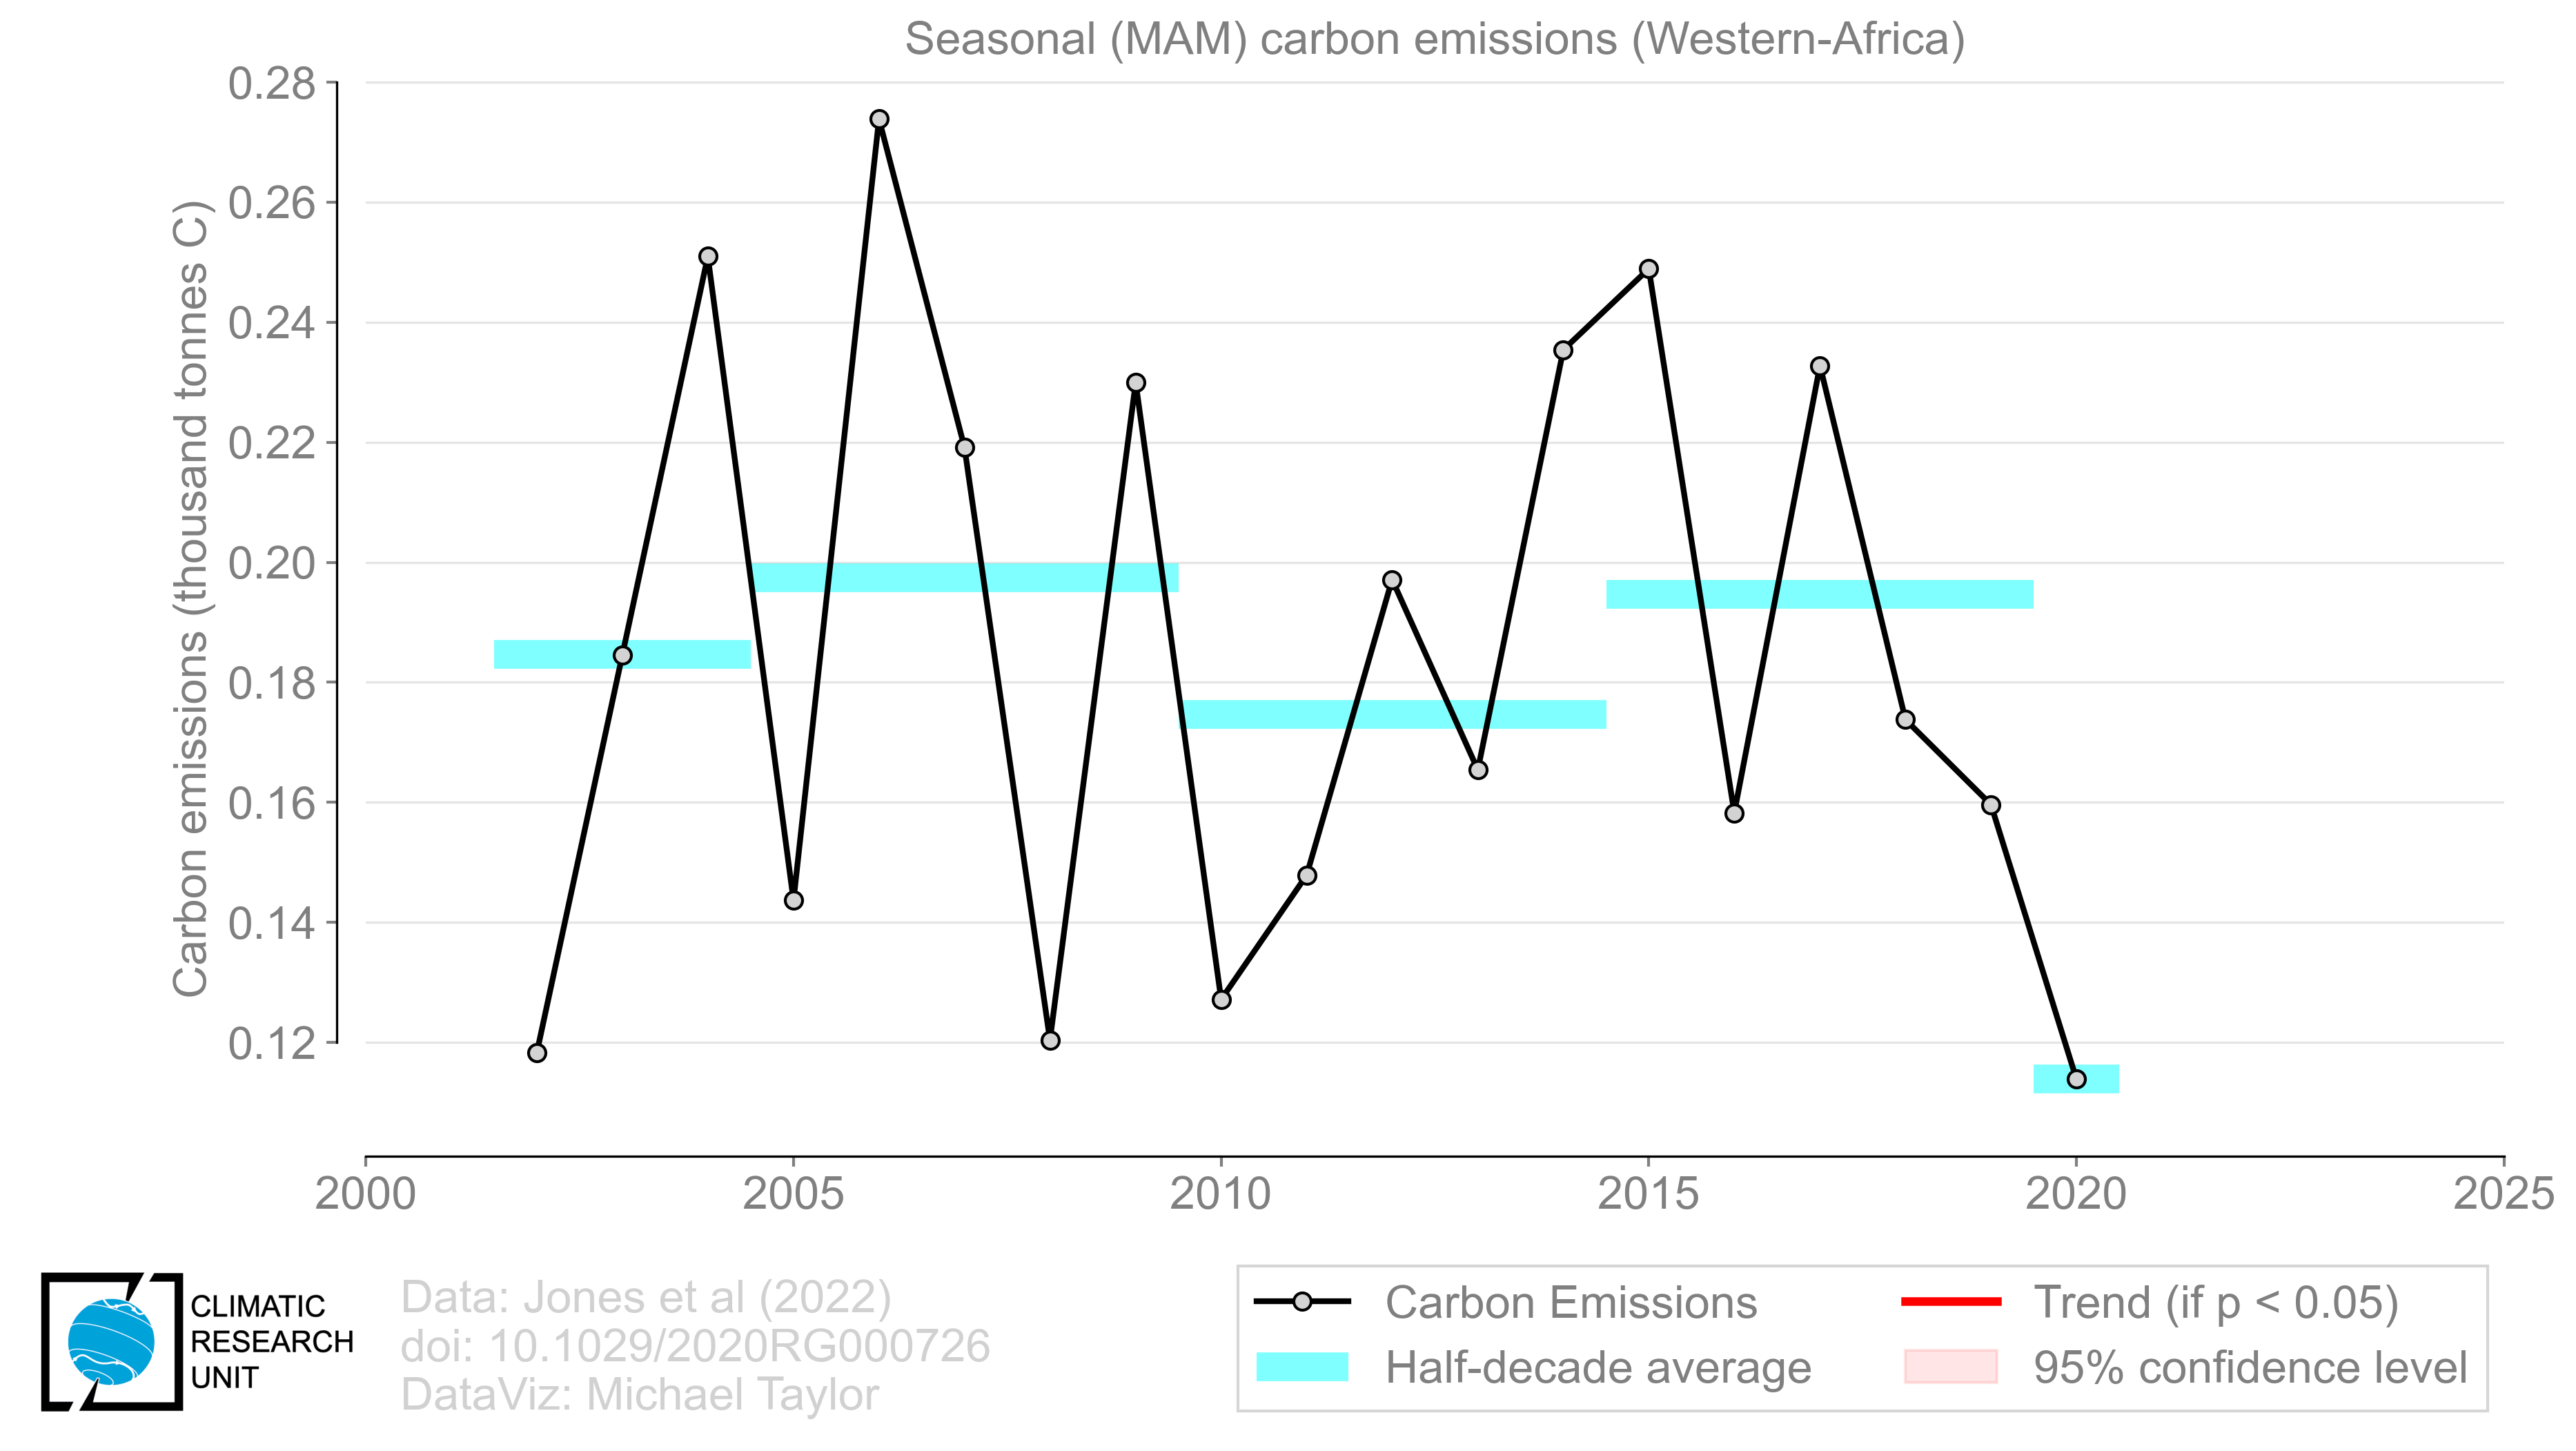 Seasonal (MAM) carbon emissions (Western-Africa)
Carbon emissions (thousand tonnes C)
0.28
0.26
0.24
0.22
0.20
0.18
0.16
0.14
0.12
2000
2005
2010
2015
2020
2025
CLIMATIC
RESEARCH
UNIT
Data: Jones et al (2022)
doi: 10.1029/2020RG000726
DataViz: Michael Taylor
Carbon Emissions
Half-decade average
Trend (if p < 0.05)
95% confidence level